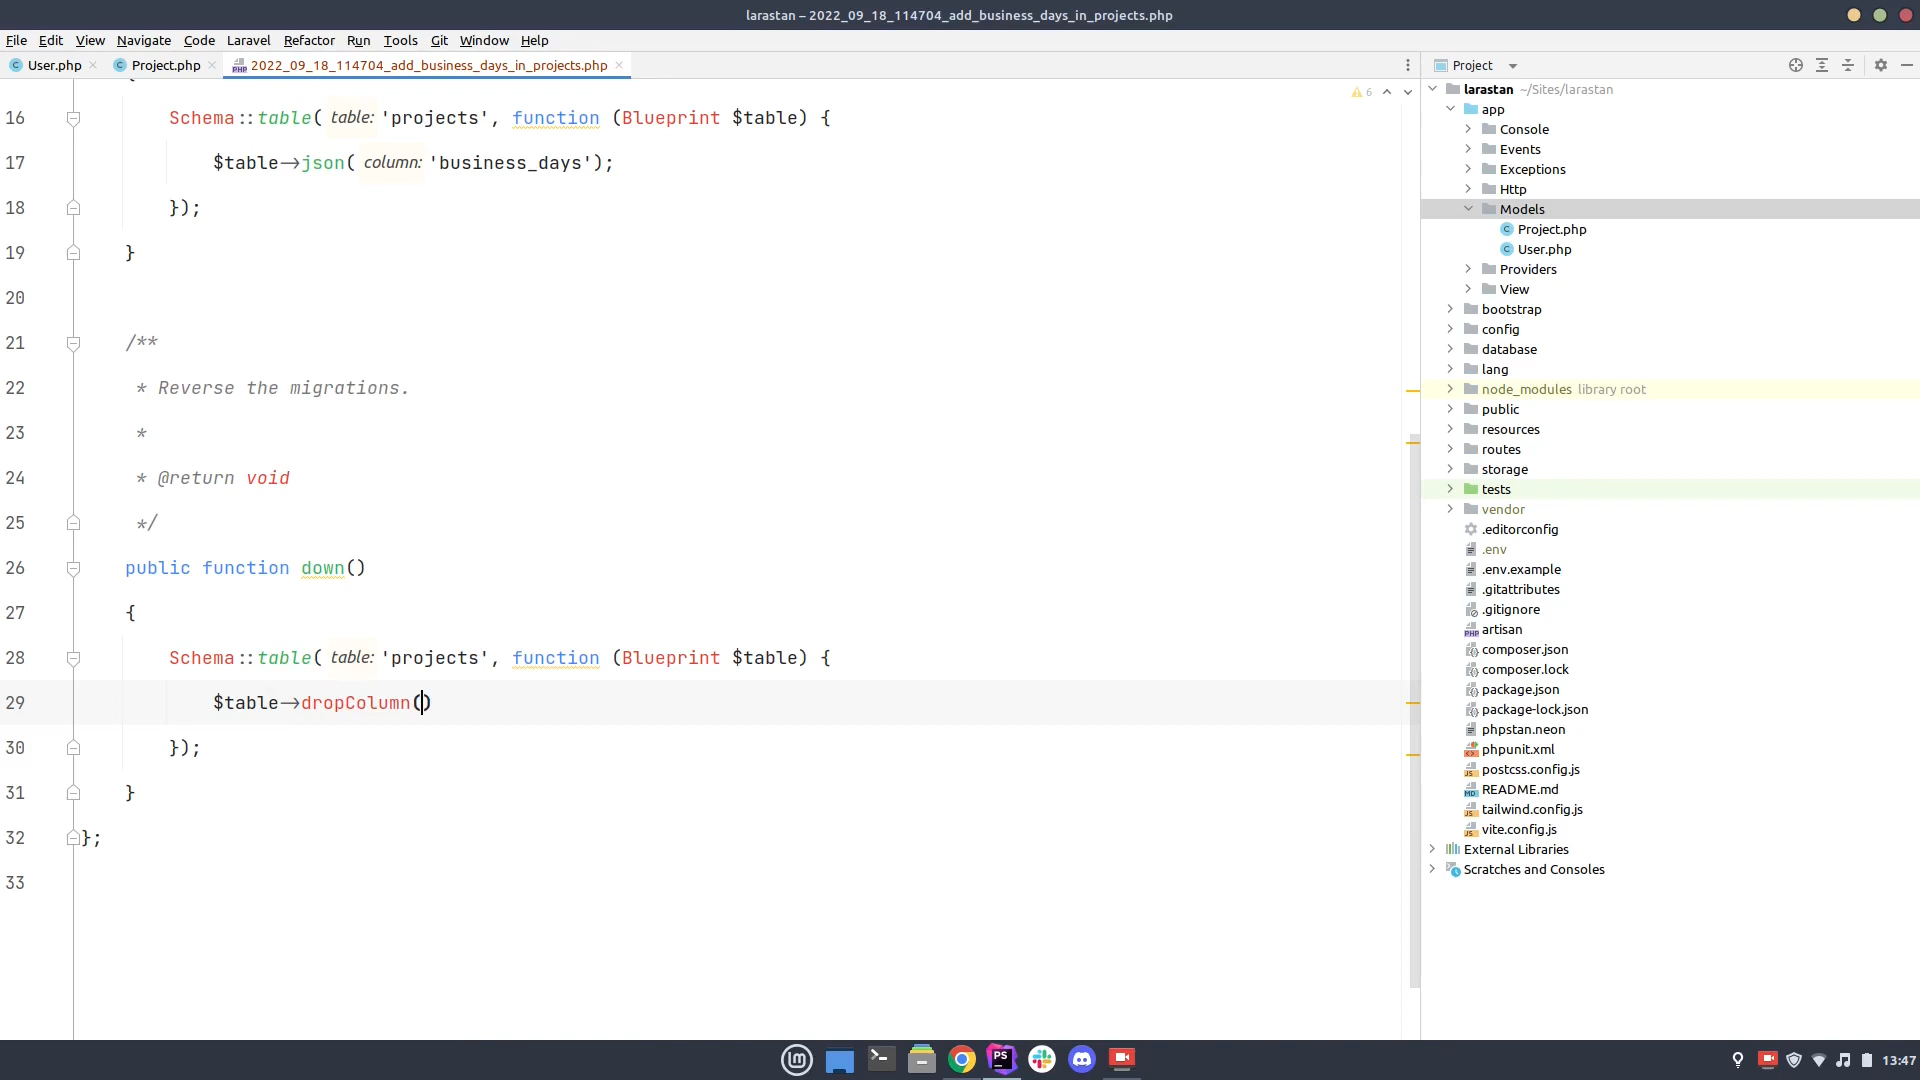 larastan – 2022_09_18_114704_add_business_days_in_projects.php
File Edit View Navigate Code Laravel Refactor Run Tools Git Window Help
User.php Project.php 2022_09_18_114704_add_business_days_in_projects.php
6
{
16 Schema::table( table: 'projects', function (Blueprint $table) {
17 $table->json( column: 'business_days');
18 });
19 }
20
21 /**
22 * Reverse the migrations.
23 *
24 * @return void
25 */
26 public function down()
27 {
28 Schema::table( table: 'projects', function (Blueprint $table) {
29 $table->dropColumn()
30 });
31 }
32 };
33
Project
larastan ~/Sites/larastan
app
Console
Events
Exceptions
Http
Models
Project.php
User.php
Providers
View
bootstrap
config
database
lang
node_modules library root
public
resources
routes
storage
tests
vendor
.editorconfig
.env
.env.example
.gitattributes
.gitignore
artisan
composer.json
composer.lock
package.json
package-lock.json
phpstan.neon
phpunit.xml
postcss.config.js
README.md
tailwind.config.js
vite.config.js
External Libraries
Scratches and Consoles
13:47